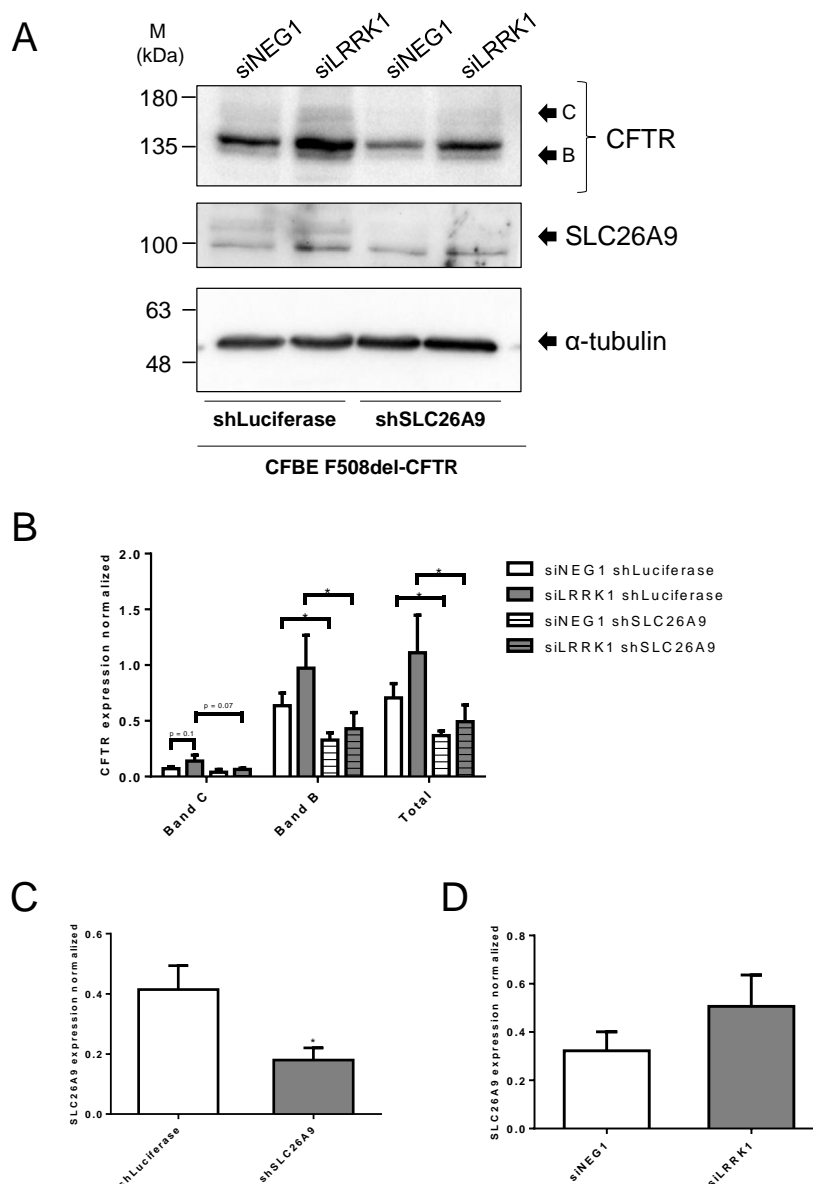 A
M
(kDa)
siNEG1
siLRRK1
siNEG1
siLRRK1
180
135
C
B
CFTR
100
SLC26A9
63
48
α-tubulin
shLuciferase
shSLC26A9
CFBE F508del-CFTR
B
CFTR expression normalized
2.0
1.5
1.0
0.5
0.0
p = 0.1
p = 0.07
*
*
*
*
Band C
Band B
Total
siNEG1 shLuciferase
siLRRK1 shLuciferase
siNEG1 shSLC26A9
siLRRK1 shSLC26A9
C
SLC26A9 expression normalized
0.6
0.4
0.2
0.0
*
shLuciferase
shSLC26A9
D
SLC26A9 expression normalized
0.8
0.6
0.4
0.2
0.0
siNEG1
siLRRK1